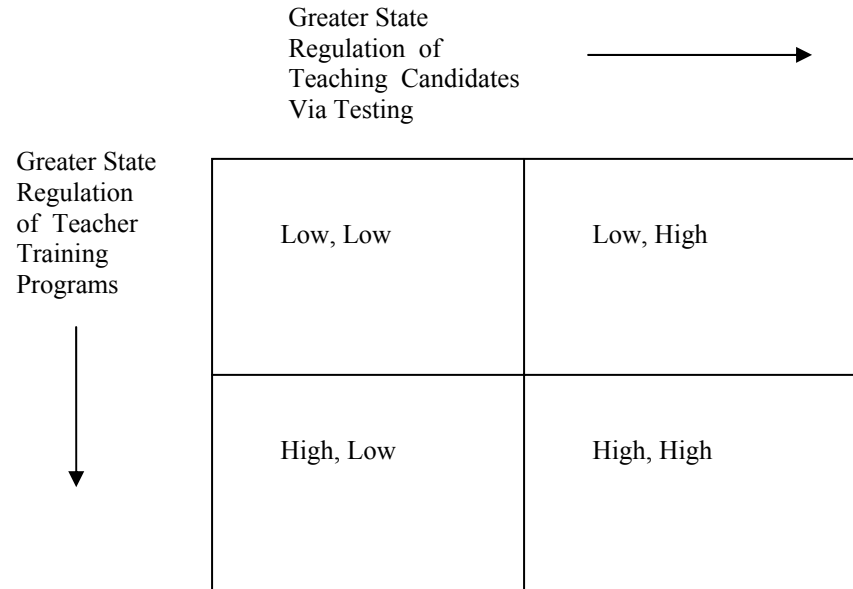 Greater State
Regulation of
Teaching Candidates
Via Testing
Greater State
Regulation
of Teacher
Training
Programs
Low, Low
Low, High
High, Low
High, High